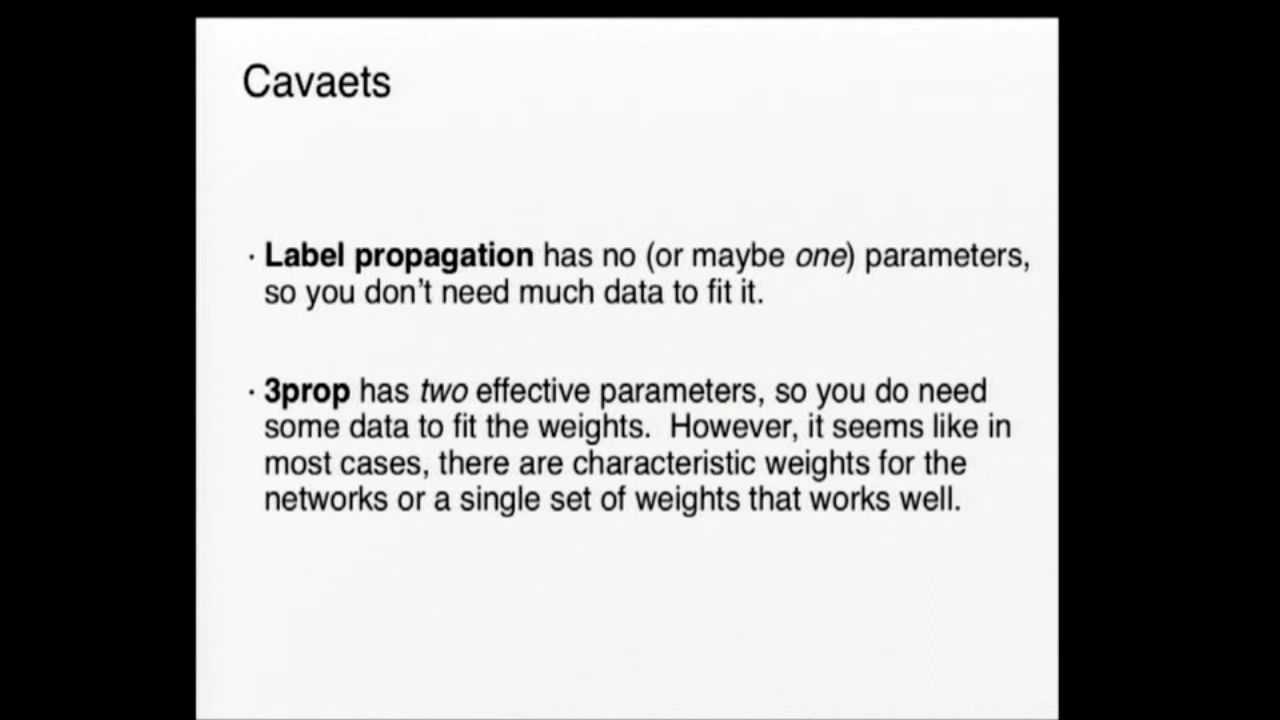 Cavaets
· Label propagation has no (or maybe one) parameters,
so you don't need much data to fit it.
· 3prop has two effective parameters, so you do need
some data to fit the weights.  However, it seems like in
most cases, there are characteristic weights for the
networks or a single set of weights that works well.